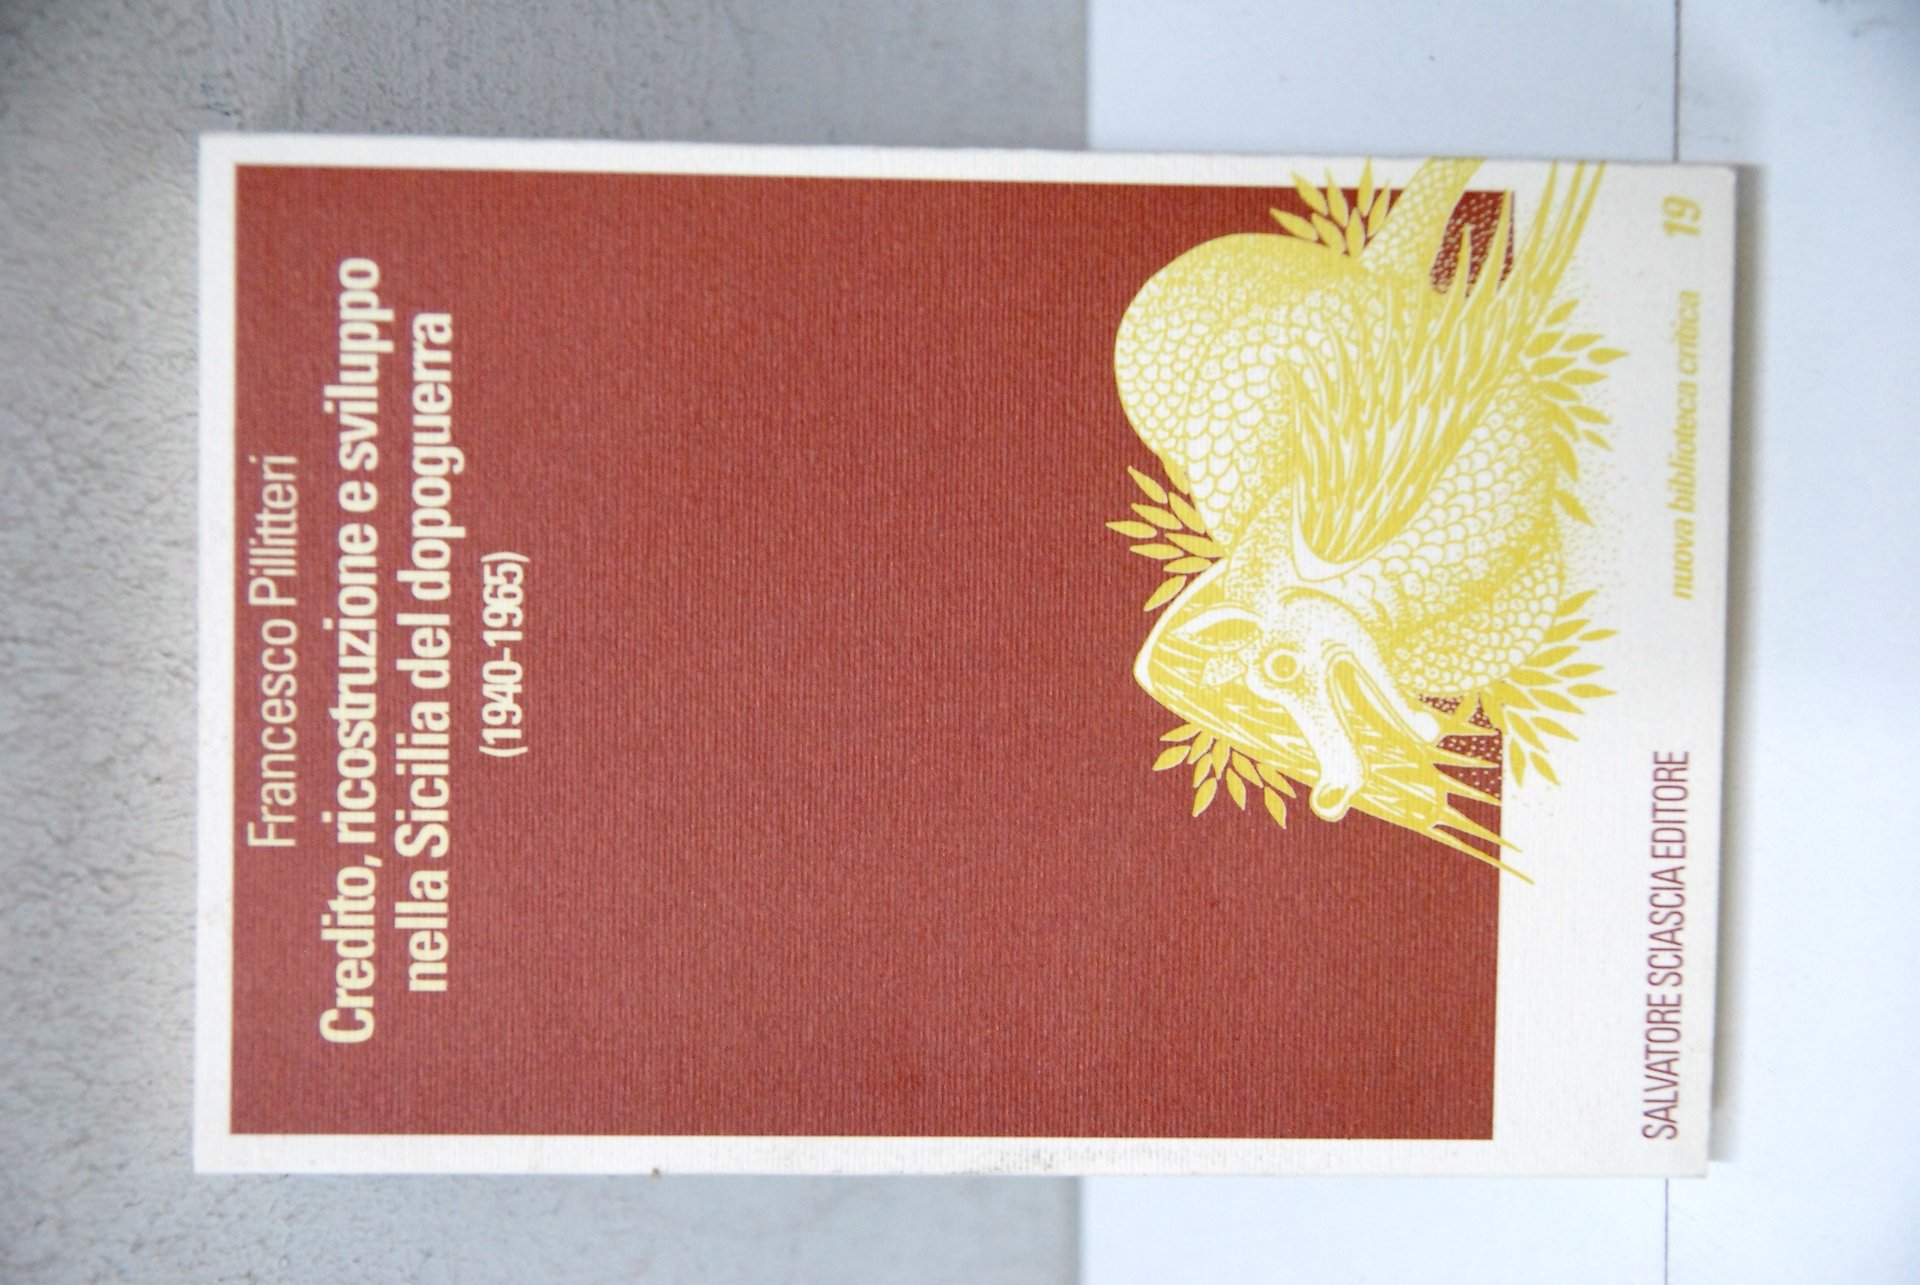 Francesco Pillitteri
Credito, ricostruzione e sviluppo
nella Sicilia del dopoguerra
(1940-1965)
SALVATORE SCIASCIA EDITORE
nuova biblioteca critica 19